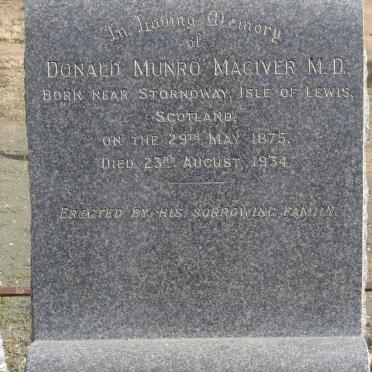 In Loving Memory
of
DONALD MUNRO MACIVER M.D.,
BORN NEAR STORNOWAY, ISLE OF LEWIS,
SCOTLAND,
ON THE 29TH MAY 1875,
DIED 23RD AUGUST, 1934.
ERECTED BY HIS SORROWING FAMILY.